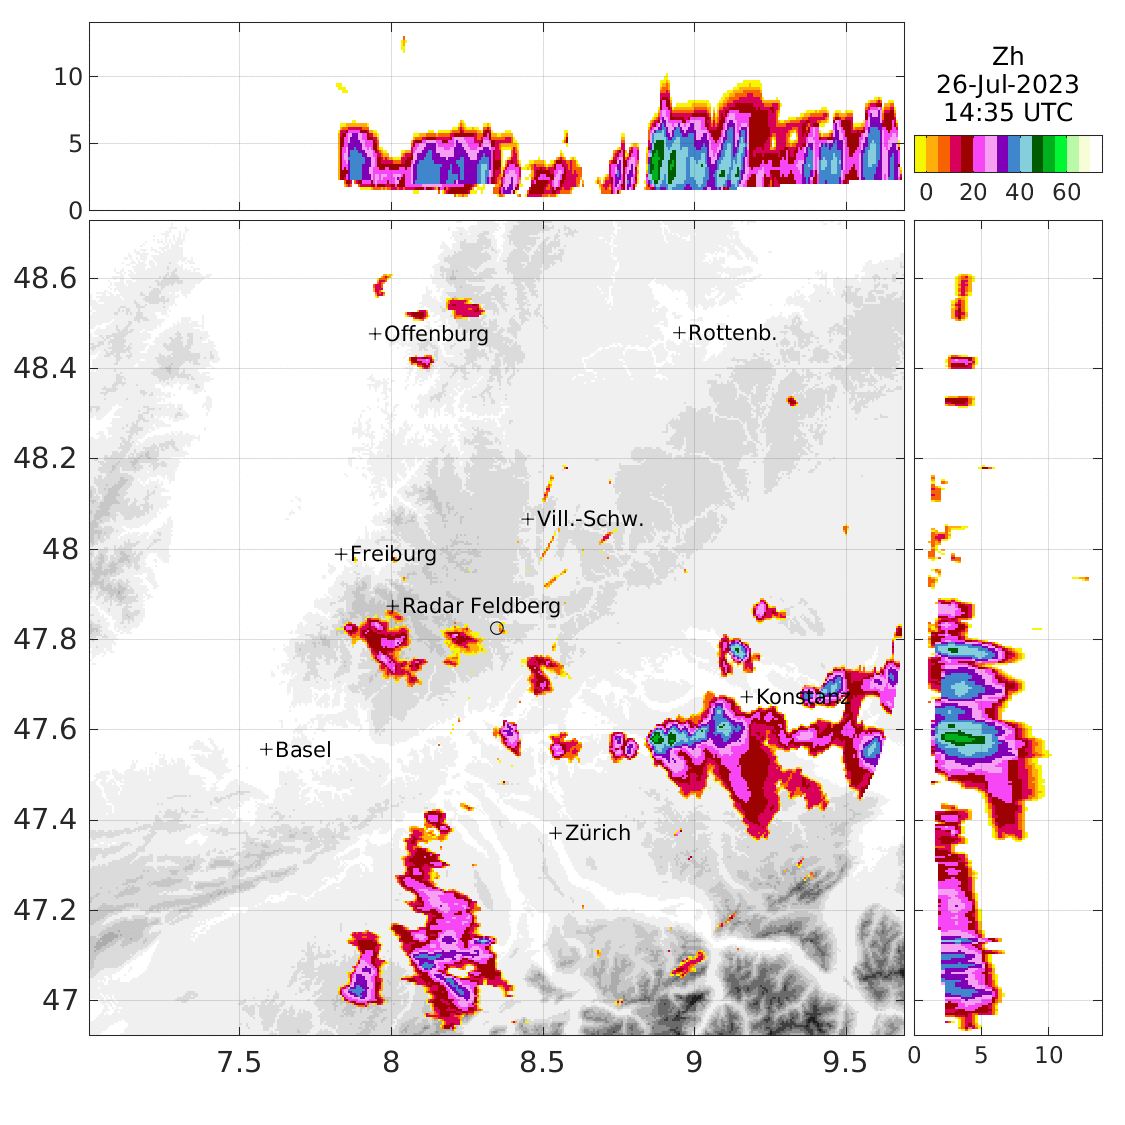 Zh
26-Jul-2023
14:35 UTC
0 20 40 60
10
5
0
48.6
48.4
48.2
48
47.8
47.6
47.4
47.2
47
+Offenburg
+Rottenb.
+Vill.-Schw.
+Freiburg
+Radar Feldberg
+Konstanz
+Basel
+Zürich
7.5 8 8.5 9 9.5
0 5 10